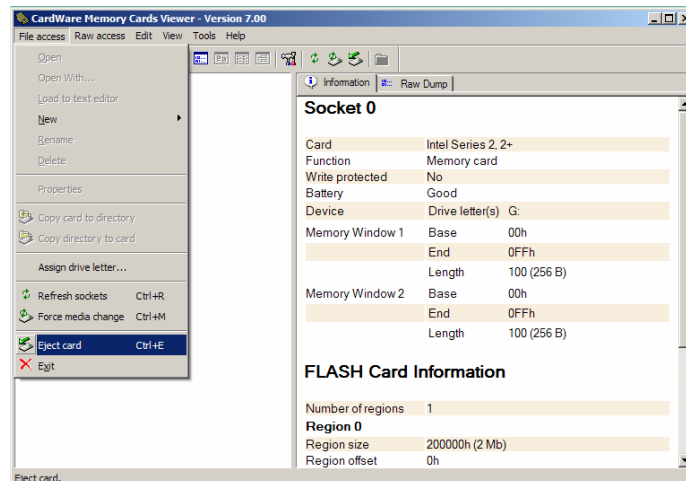 CardWare Memory Cards Viewer - Version 7.00
File access Raw access Edit View Tools Help
Open
Open With...
Load to text editor
New
Rename
Delete
Properties
Copy card to directory
Copy directory to card
Assign drive letter...
Refresh sockets Ctrl+R
Force media change Ctrl+M
Eject card Ctrl+E
Exit
Information Raw Dump
Socket 0
Card Intel Series 2, 2+
Function Memory card
Write protected No
Battery Good
Device Drive letter(s) G:
Memory Window 1 Base 00h
End 0FFh
Length 100 (256 B)
Memory Window 2 Base 00h
End 0FFh
Length 100 (256 B)
FLASH Card Information
Number of regions 1
Region 0
Region size 200000h (2 Mb)
Region offset 0h
Eject card.